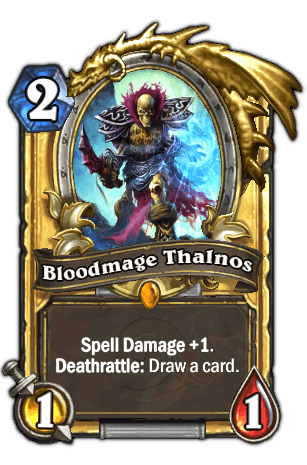 2
Bloodmage Thalnos
Spell Damage +1.
Deathrattle: Draw a card.
1
1